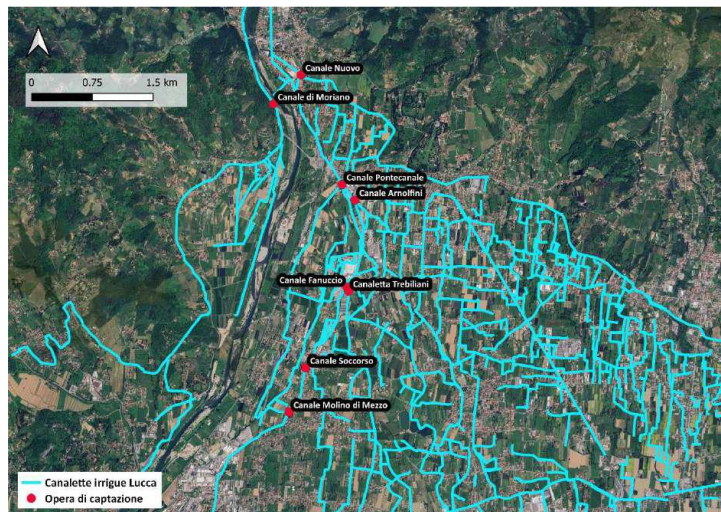 Canale Nuovo
0 0.75 1.5 km
Canale di Moriano
Canale Pontecanale
Canale Arnolfini
Canale Fanuccio
Canaletta Trebiliani
Canale Soccorso
Canale Molino di Mezzo
Canalette irrigue Lucca
Opera di captazione